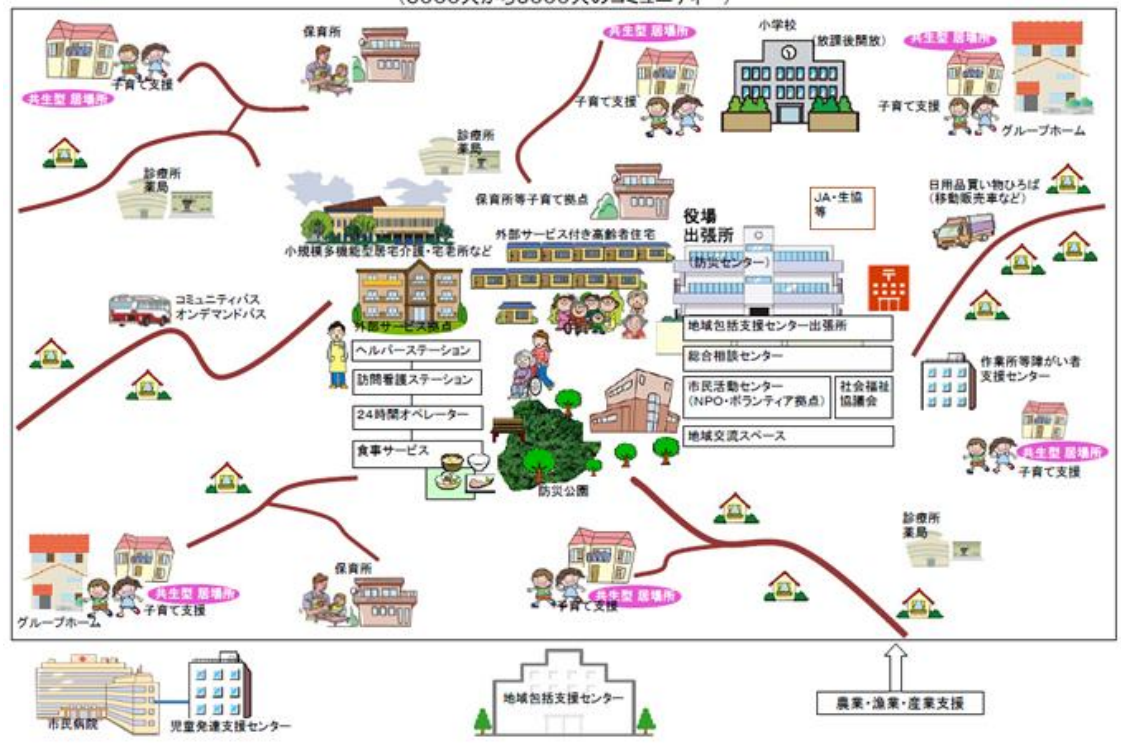 共生型 居場所
子育て支援
保育所
共生型 居場所
子育て支援
小学校
(放課後開放)
共生型 居場所
子育て支援
グループホーム
診療所
薬局
診療所
薬局
保育所等子育て拠点
JA・生協
等
日用品買い物ひろば
(移動販売車など)
小規模多機能型居宅介護・宅老所など
外部サービス付き高齢者住宅
役場
出張所
(防災センター)
コミュニティバス
オンデマンドバス
外部サービス拠点
ヘルパーステーション
訪問看護ステーション
24時間オペレーター
食事サービス
地域包括支援センター出張所
総合相談センター
市民活動センター
(NPO・ボランティア拠点)
社会福祉
協議会
地域交流スペース
作業所等障がい者
支援センター
共生型 居場所
子育て支援
防災公園
診療所
薬局
グループホーム
共生型 居場所
子育て支援
保育所
共生型 居場所
子育て支援
市民病院
児童発達支援センター
地域包括支援センター
農業・漁業・産業支援